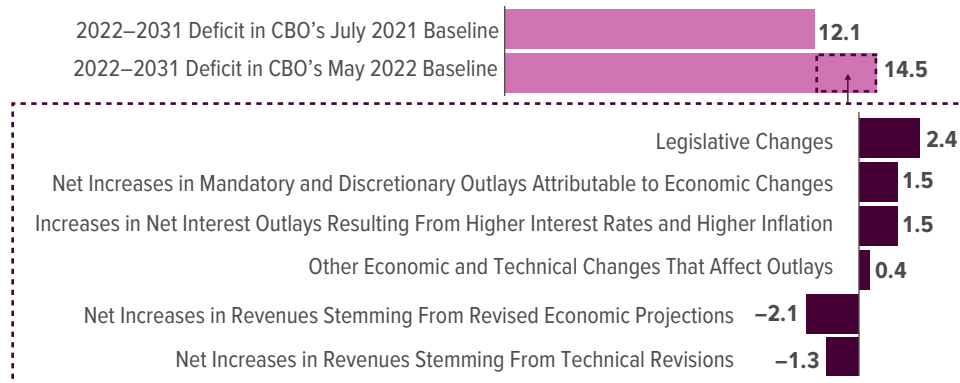 2022–2031 Deficit in CBO’s July 2021 Baseline 12.1
2022–2031 Deficit in CBO’s May 2022 Baseline 14.5
Legislative Changes 2.4
Net Increases in Mandatory and Discretionary Outlays Attributable to Economic Changes 1.5
Increases in Net Interest Outlays Resulting From Higher Interest Rates and Higher Inflation 1.5
Other Economic and Technical Changes That Affect Outlays 0.4
Net Increases in Revenues Stemming From Revised Economic Projections –2.1
Net Increases in Revenues Stemming From Technical Revisions –1.3